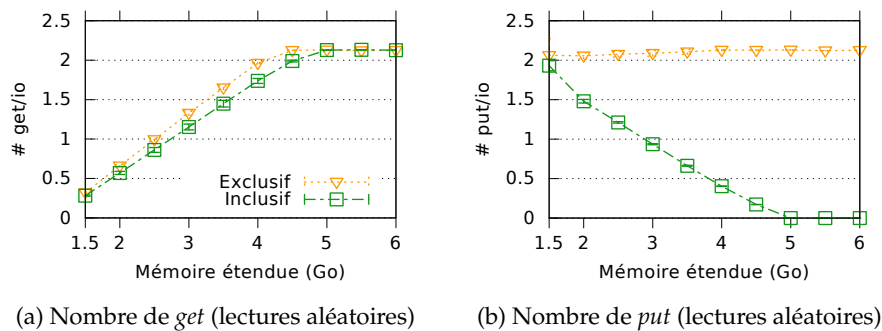 2.5
2
1.5
1
0.5
0
# get/io
Exclusif
Inclusif
1.5 2 3 4 5 6
Mémoire étendue (Go)
(a) Nombre de get (lectures aléatoires)
2.5
2
1.5
1
0.5
0
# put/io
1.5 2 3 4 5 6
Mémoire étendue (Go)
(b) Nombre de put (lectures aléatoires)